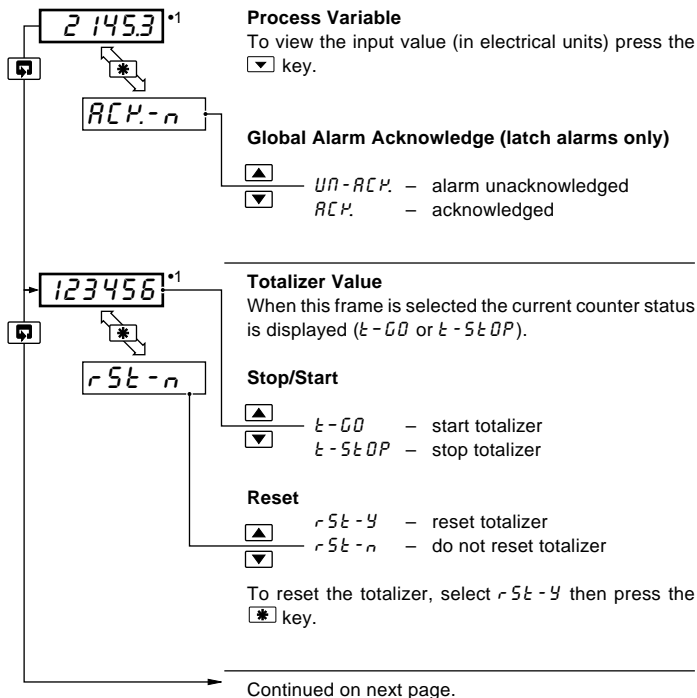 2145.3 •1
Process Variable
To view the input value (in electrical units) press the
▼ key.
ACK.-n
Global Alarm Acknowledge (latch alarms only)
UN-ACK. – alarm unacknowledged
ACK. – acknowledged
123456 •1
Totalizer Value
When this frame is selected the current counter status
is displayed (t-GO or t-StOP).
rSt-n
Stop/Start
t-GO – start totalizer
t-StOP – stop totalizer
Reset
rSt-Y – reset totalizer
rSt-n – do not reset totalizer
To reset the totalizer, select rSt-Y then press the
✱ key.
Continued on next page.